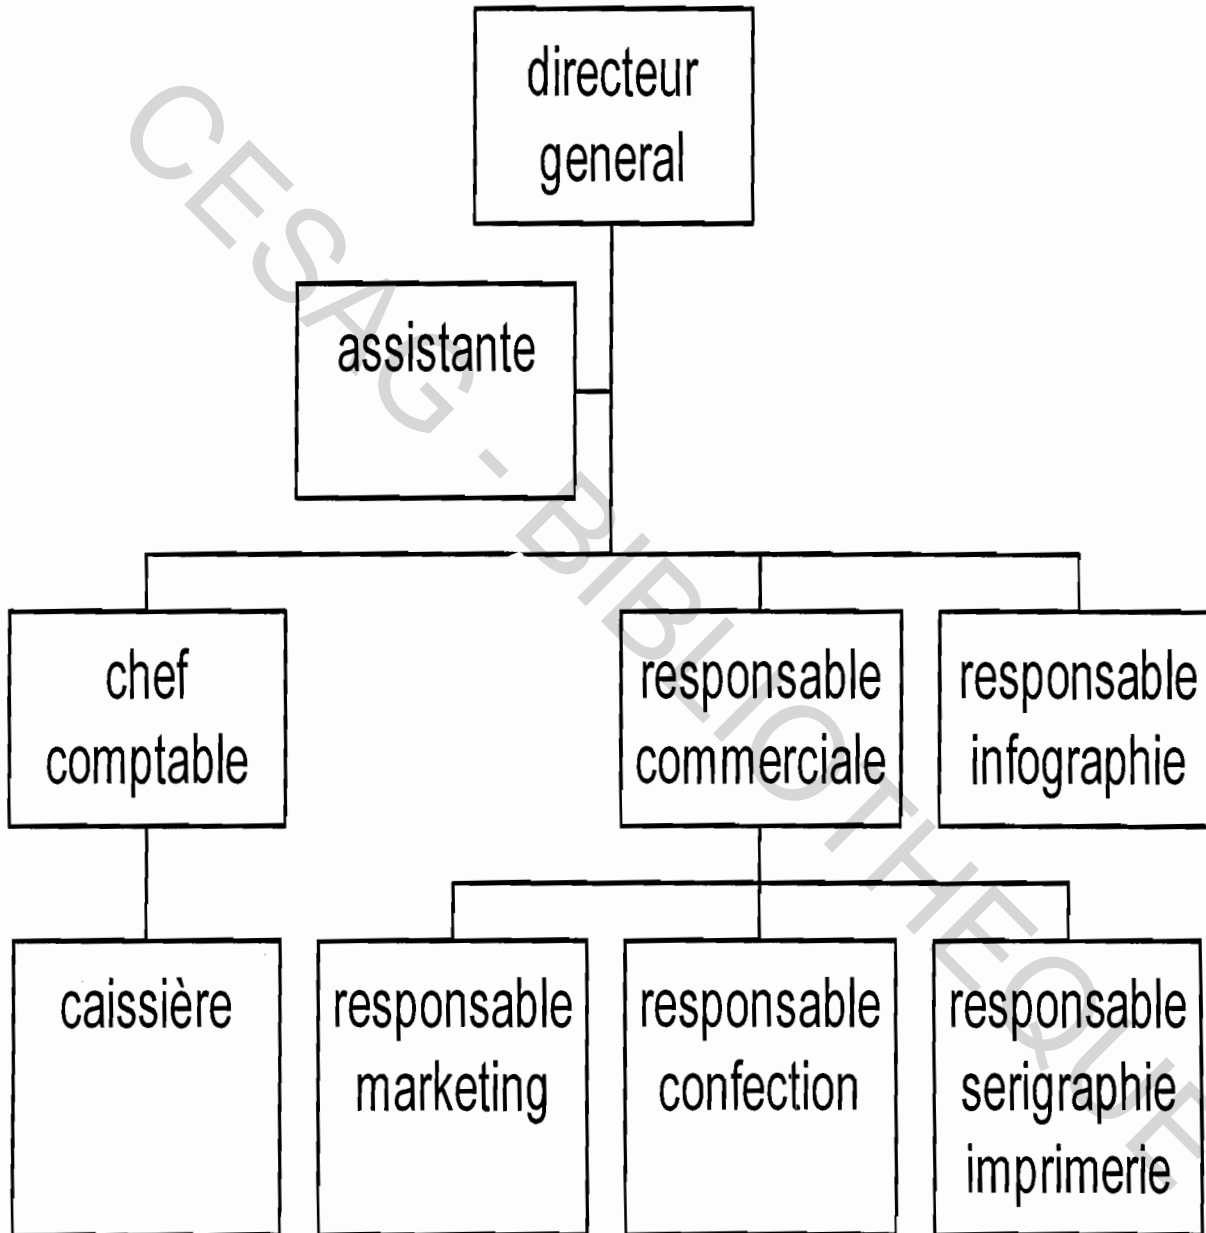 directeur
general
assistante
chef
comptable
responsable
commerciale
responsable
infographie
caissière
responsable
marketing
responsable
confection
responsable
serigraphie
imprimerie
CESAG - BIBLIOTHEQUE